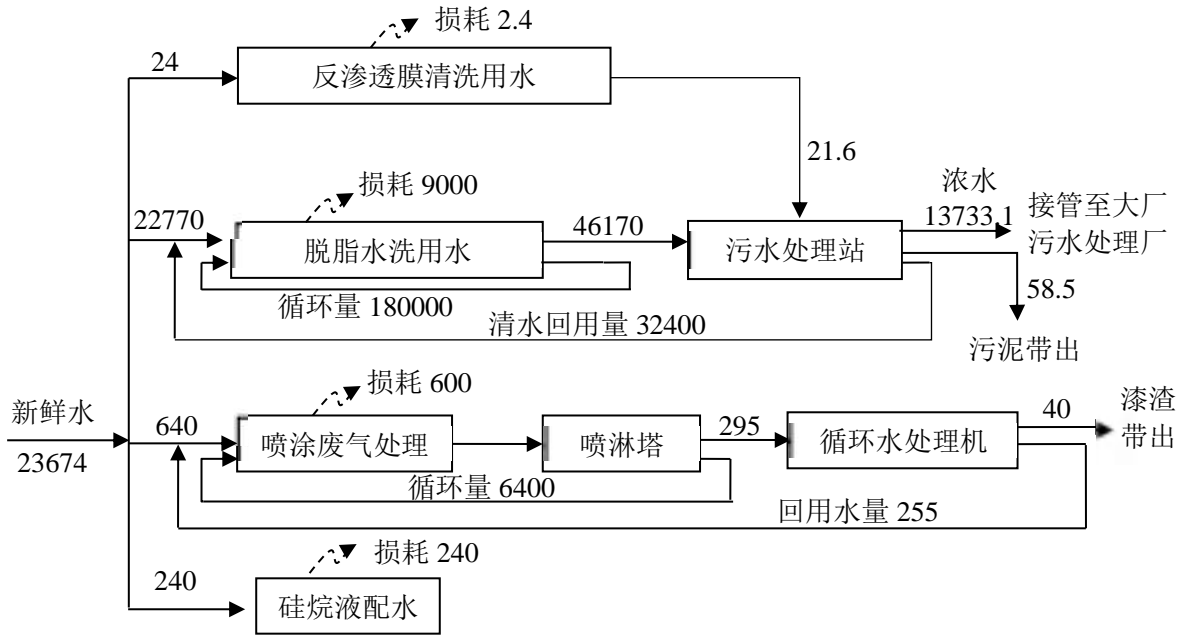 损耗 2.4
24
反渗透膜清洗用水
21.6
损耗 9000
22770
脱脂水洗用水
46170
污水处理站
浓水
13733.1
接管至大厂
污水处理厂
循环量 180000
58.5
清水回用量 32400
污泥带出
新鲜水
23674
损耗 600
640
喷涂废气处理
喷淋塔
295
循环水处理机
40
漆渣
带出
循环量 6400
回用水量 255
损耗 240
240
硅烷液配水